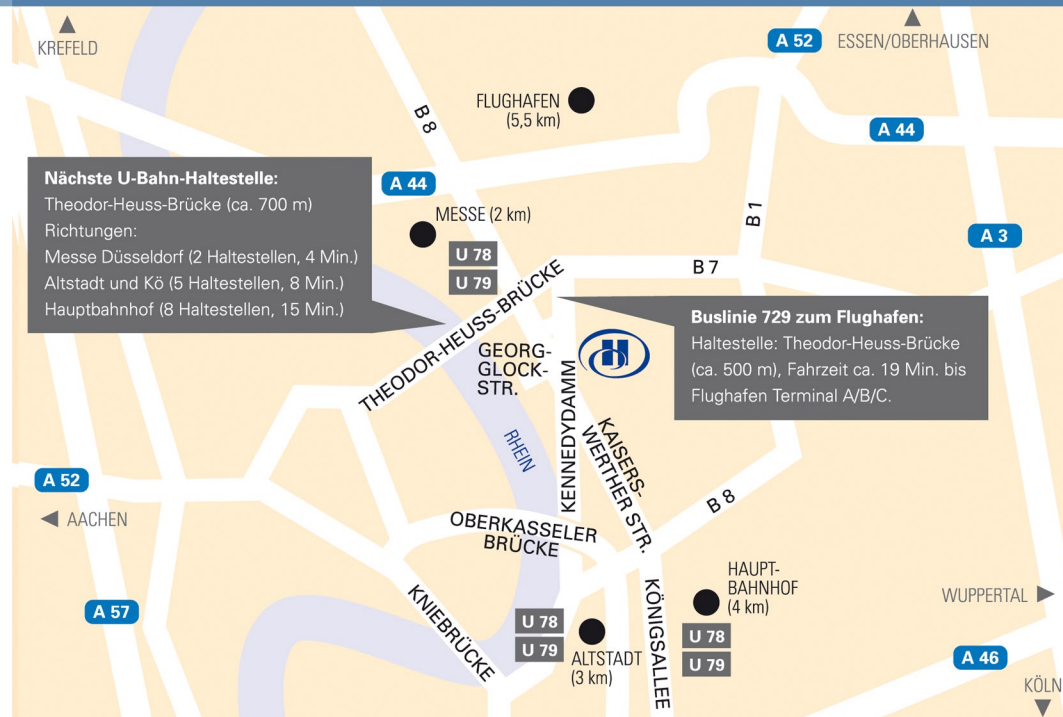 KREFELD
A 52
ESSEN/OBERHAUSEN
FLUGHAFEN
(5,5 km)
B 8
A 44
Nächste U-Bahn-Haltestelle:
Theodor-Heuss-Brücke (ca. 700 m)
Richtungen:
Messe Düsseldorf (2 Haltestellen, 4 Min.)
Altstadt und Kö (5 Haltestellen, 8 Min.)
Hauptbahnhof (8 Haltestellen, 15 Min.)
A 44
MESSE (2 km)
U 78
U 79
B 1
A 3
B 7
THEODOR-HEUSS-BRÜCKE
Buslinie 729 zum Flughafen:
Haltestelle: Theodor-Heuss-Brücke
(ca. 500 m), Fahrzeit ca. 19 Min. bis
Flughafen Terminal A/B/C.
GEORG-
GLOCK-
STR.
H
KENNEDYDAMM
KAISERS-
WERTHER STR.
RHEIN
A 52
AACHEN
B 8
OBERKASSELER
BRÜCKE
KNIEBRÜCKE
A 57
HAUPT-
BAHNHOF
(4 km)
U 78
U 79
KÖNIGSALLEE
U 78
U 79
ALTSTADT
(3 km)
WUPPERTAL
A 46
KÖLN